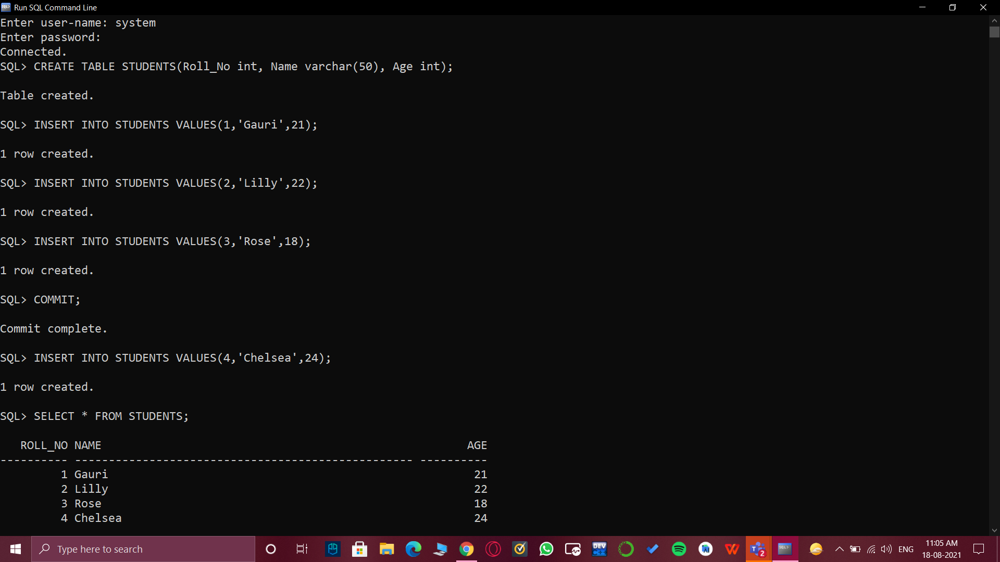 Run SQL Command Line
Enter user-name: system
Enter password:
Connected.
SQL> CREATE TABLE STUDENTS(Roll_No int, Name varchar(50), Age int);
Table created.
SQL> INSERT INTO STUDENTS VALUES(1,'Gauri',21);
1 row created.
SQL> INSERT INTO STUDENTS VALUES(2,'Lilly',22);
1 row created.
SQL> INSERT INTO STUDENTS VALUES(3,'Rose',18);
1 row created.
SQL> COMMIT;
Commit complete.
SQL> INSERT INTO STUDENTS VALUES(4,'Chelsea',24);
1 row created.
SQL> SELECT * FROM STUDENTS;
ROLL_NO NAME AGE
---------- -------------------------------------------------- ----------
1 Gauri 21
2 Lilly 22
3 Rose 18
4 Chelsea 24
Type here to search
DEV C++
2
SQL>
ENG
11:05 AM
18-08-2021